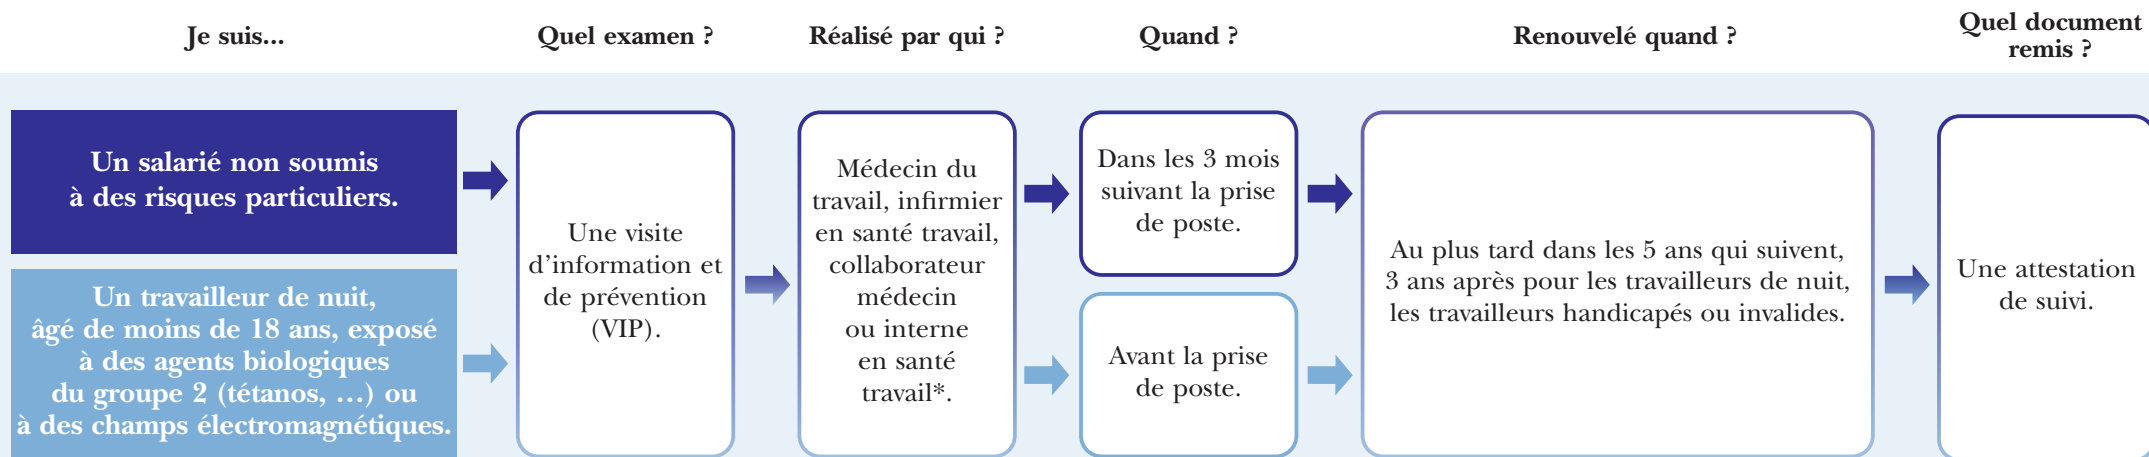 Je suis...
Quel examen ?
Réalisé par qui ?
Quand ?
Renouvelé quand ?
Quel document
remis ?
Un salarié non soumis
à des risques particuliers.
Un travailleur de nuit,
âgé de moins de 18 ans, exposé
à des agents biologiques
du groupe 2 (tétanos, …) ou
à des champs électromagnétiques.
Une visite
d’information et
de prévention
(VIP).
Médecin du
travail, infirmier
en santé travail,
collaborateur
médecin
ou interne
en santé
travail*.
Dans les 3 mois
suivant la prise
de poste.
Avant la prise
de poste.
Au plus tard dans les 5 ans qui suivent,
3 ans après pour les travailleurs de nuit,
les travailleurs handicapés ou invalides.
Une attestation
de suivi.